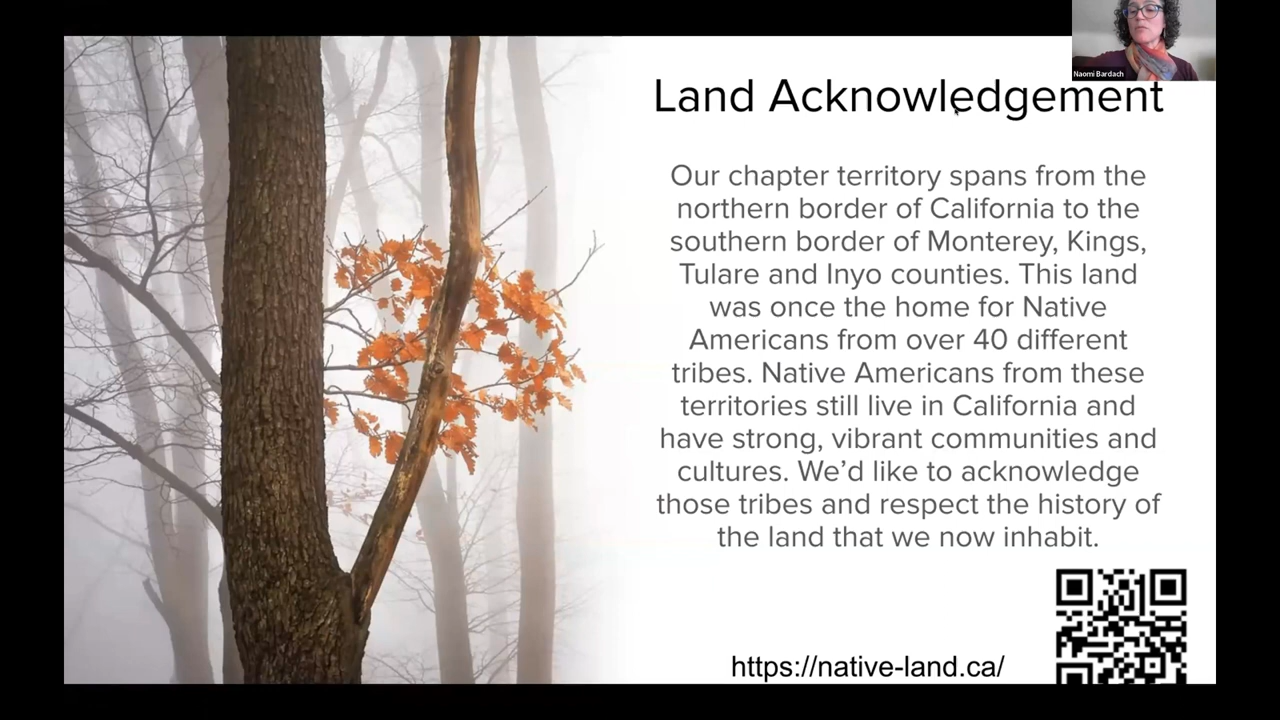 Naomi Bardach
Land Acknowledgement
Our chapter territory spans from the
northern border of California to the
southern border of Monterey, Kings,
Tulare and Inyo counties. This land
was once the home for Native
Americans from over 40 different
tribes. Native Americans from these
territories still live in California and
have strong, vibrant communities and
cultures. We’d like to acknowledge
those tribes and respect the history of
the land that we now inhabit.
https://native-land.ca/